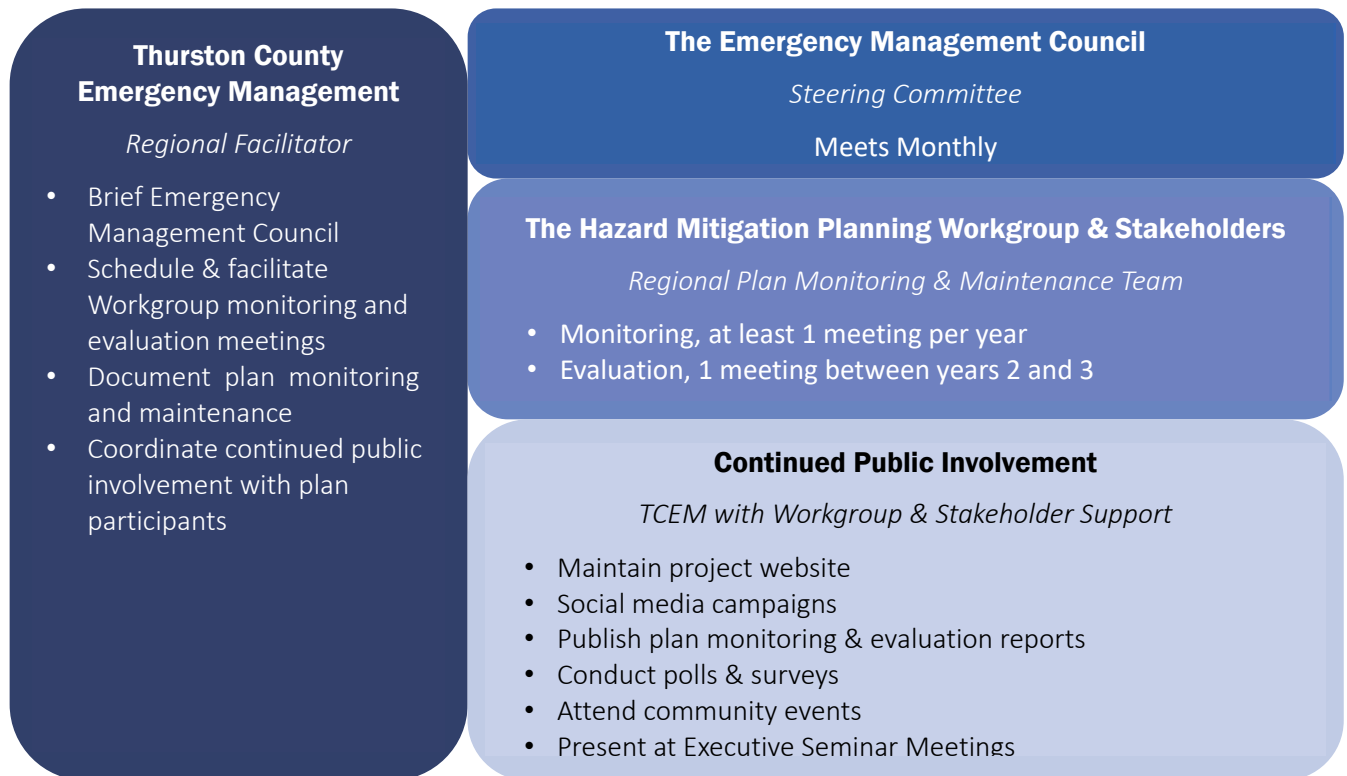 Thurston County
Emergency Management
Regional Facilitator
• Brief Emergency
Management Council
• Schedule & facilitate
Workgroup monitoring and
evaluation meetings
• Document plan monitoring
and maintenance
• Coordinate continued public
involvement with plan
participants
The Emergency Management Council
Steering Committee
Meets Monthly
The Hazard Mitigation Planning Workgroup & Stakeholders
Regional Plan Monitoring & Maintenance Team
• Monitoring, at least 1 meeting per year
• Evaluation, 1 meeting between years 2 and 3
Continued Public Involvement
TCEM with Workgroup & Stakeholder Support
• Maintain project website
• Social media campaigns
• Publish plan monitoring & evaluation reports
• Conduct polls & surveys
• Attend community events
• Present at Executive Seminar Meetings